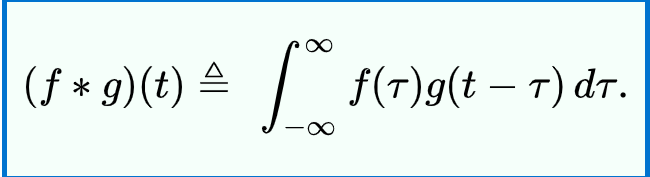 (f ∗ g)(t) ≜ ∫_{−∞}^{∞} f(τ)g(t − τ) dτ.